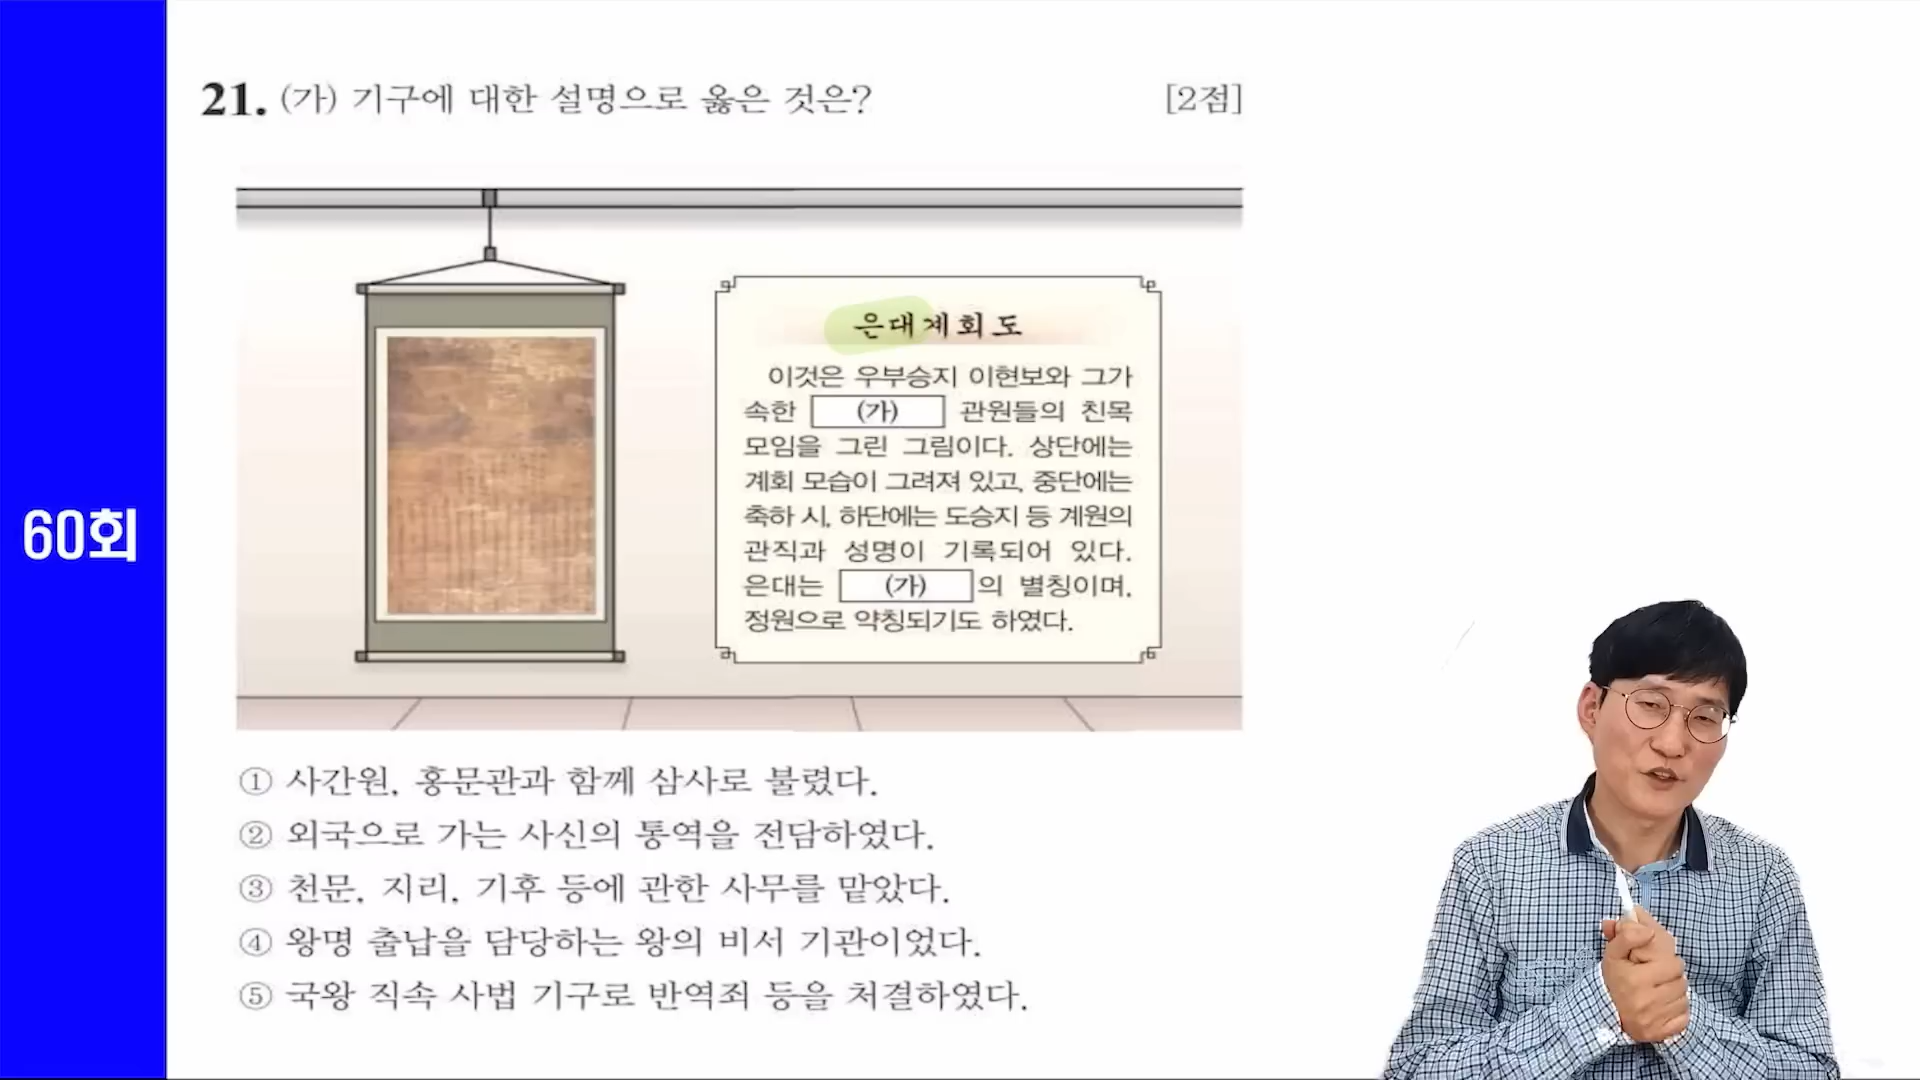 60회
21. (가) 기구에 대한 설명으로 옳은 것은? [2점]
은대계회도
이것은 우부승지 이현보와 그가
속한 (가) 관원들의 친목
모임을 그린 그림이다. 상단에는
계회 모습이 그려져 있고, 중단에는
축하 시, 하단에는 도승지 등 계원의
관직과 성명이 기록되어 있다.
은대는 (가) 의 별칭이며,
정원으로 약칭되기도 하였다.
① 사간원, 홍문관과 함께 삼사로 불렸다.
② 외국으로 가는 사신의 통역을 전담하였다.
③ 천문, 지리, 기후 등에 관한 사무를 맡았다.
④ 왕명 출납을 담당하는 왕의 비서 기관이었다.
⑤ 국왕 직속 사법 기구로 반역죄 등을 처결하였다.